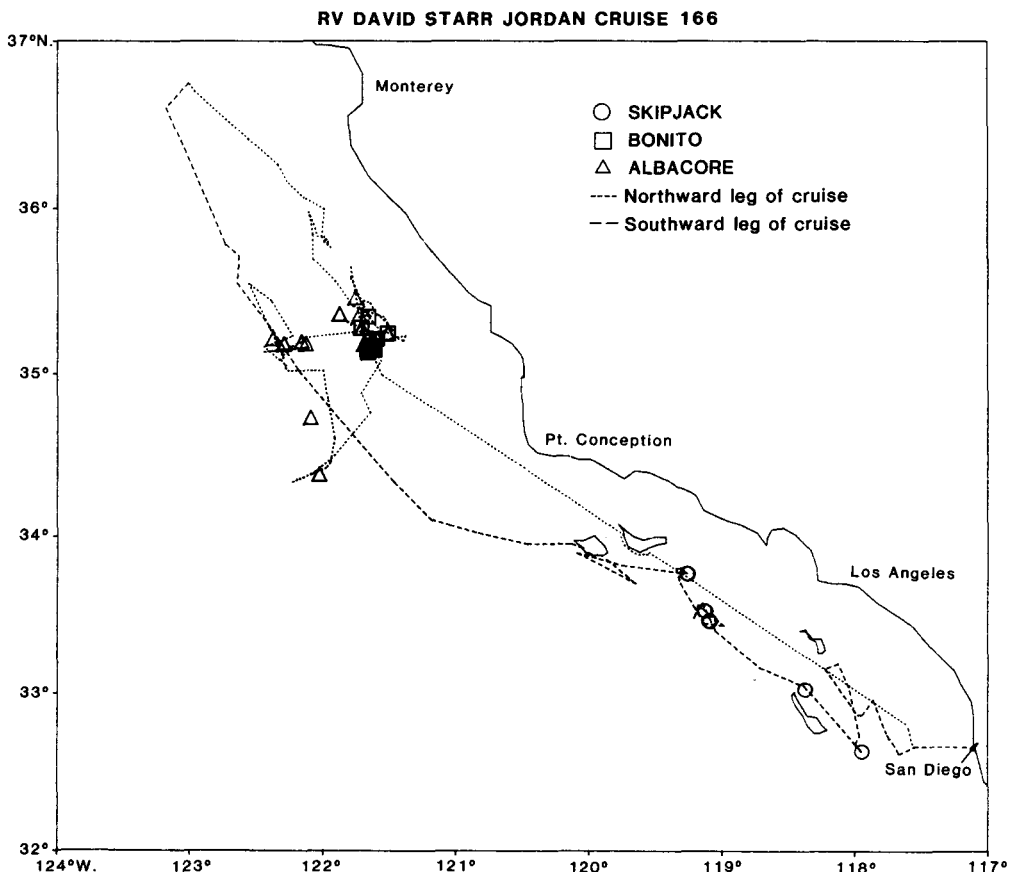 RV DAVID STARR JORDAN CRUISE 166
37°N.
Monterey
SKIPJACK
BONITO
ALBACORE
Northward leg of cruise
Southward leg of cruise
36°
35°
Pt. Conception
34°
Los Angeles
33°
San Diego
32°
124°W. 123° 122° 121° 120° 119° 118° 117°